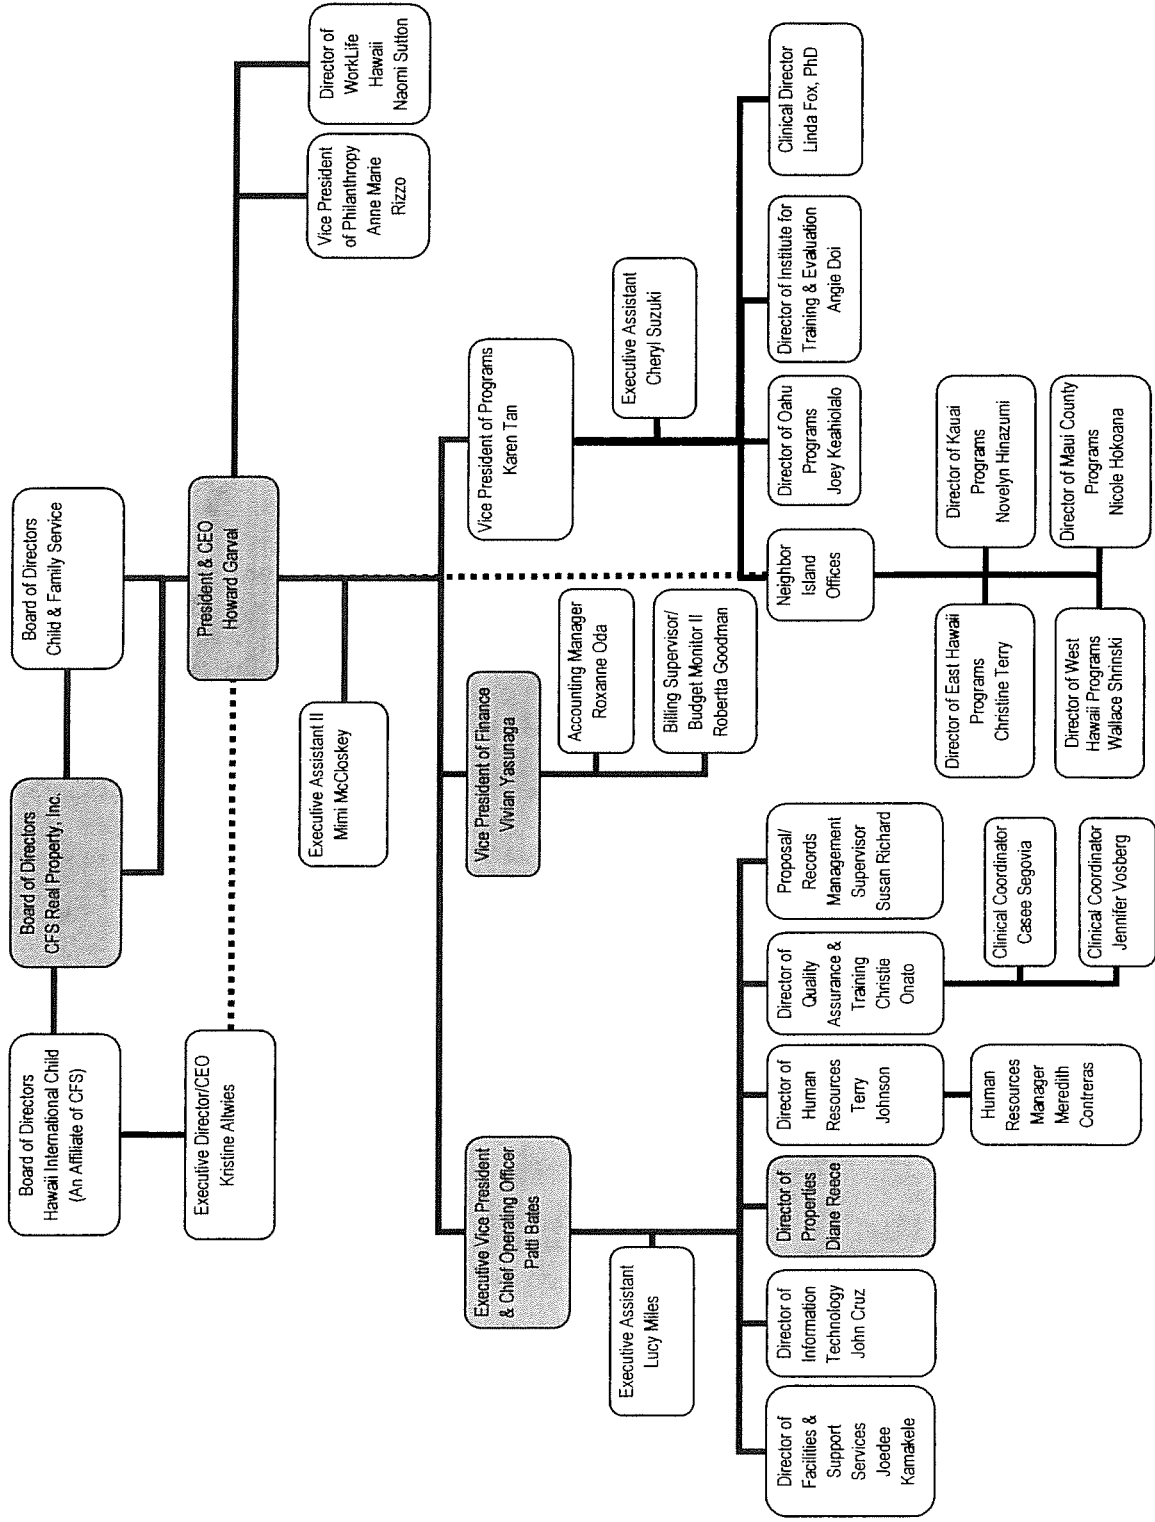 Board of Directors
Hawaii International Child
(An Affiliate of CFS)
Board of Directors
CFS Real Property, Inc.
Board of Directors
Child & Family Service
Executive Director/CEO
Kristine Altwies
President & CEO
Howard Garval
Executive Assistant II
Mimi McCloskey
Vice President
of Philanthropy
Anne Marie
Rizzo
Director of
WorkLife
Hawaii
Naomi Sutton
Executive Vice President
& Chief Operating Officer
Patti Bates
Vice President of Finance
Vivian Yasunaga
Vice President of Programs
Karen Tan
Executive Assistant
Lucy Miles
Accounting Manager
Roxanne Oda
Billing Supervisor/
Budget Monitor II
Robertta Goodman
Executive Assistant
Cheryl Suzuki
Director of
Facilities &
Support
Services
Joedee
Kamakele
Director of
Information
Technology
John Cruz
Director of
Properties
Diane Reece
Director of
Human
Resources
Terry
Johnson
Director of
Quality
Assurance &
Training
Christie
Onato
Proposal/
Records
Management
Supervisor
Susan Richard
Neighbor
Island
Offices
Director of Oahu
Programs
Joey Keahiolalo
Director of Institute for
Training & Evaluation
Angie Doi
Clinical Director
Linda Fox, PhD
Human
Resources
Manager
Meredith
Contreras
Clinical Coordinator
Casee Segovia
Clinical Coordinator
Jennifer Vosberg
Director of East Hawaii
Programs
Christine Terry
Director of Kauai
Programs
Novelyn Hinazumi
Director of West
Hawaii Programs
Wallace Shrinski
Director of Maui County
Programs
Nicole Hokoana